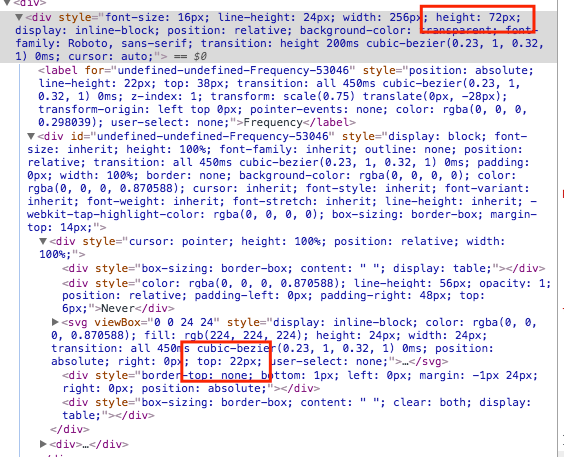 ▼<div>
▼<div style="font-size: 16px; line-height: 24px; width: 256px; height: 72px;
display: inline-block; position: relative; background-color: transparent; font-
family: Roboto, sans-serif; transition: height 200ms cubic-bezier(0.23, 1, 0.32,
1) 0ms; cursor: auto;"> == $0
<label for="undefined-undefined-Frequency-53046" style="position: absolute;
line-height: 22px; top: 38px; transition: all 450ms cubic-bezier(0.23, 1,
0.32, 1) 0ms; z-index: 1; transform: scale(0.75) translate(0px, -28px);
transform-origin: left top 0px; pointer-events: none; color: rgba(0, 0, 0,
0.298039); user-select: none;">Frequency</label>
▼<div id="undefined-undefined-Frequency-53046" style="display: block; font-
size: inherit; height: 100%; font-family: inherit; outline: none; position:
relative; transition: all 450ms cubic-bezier(0.23, 1, 0.32, 1) 0ms; padding:
0px; width: 100%; border: none; background-color: rgba(0, 0, 0, 0); color:
rgba(0, 0, 0, 0.870588); cursor: inherit; font-style: inherit; font-variant:
inherit; font-weight: inherit; font-stretch: inherit; line-height: inherit; -
webkit-tap-highlight-color: rgba(0, 0, 0, 0); box-sizing: border-box; margin-
top: 14px;">
▼<div style="cursor: pointer; height: 100%; position: relative; width:
100%;">
<div style="box-sizing: border-box; content: " "; display: table;"></div>
<div style="color: rgba(0, 0, 0, 0.870588); line-height: 56px; opacity: 1;
position: relative; padding-left: 0px; padding-right: 48px; top:
6px;">Never</div>
▶<svg viewBox="0 0 24 24" style="display: inline-block; color: rgba(0, 0,
0, 0.870588); fill: rgb(224, 224, 224); height: 24px; width: 24px;
transition: all 450ms cubic-bezier(0.23, 1, 0.32, 1) 0ms; position:
absolute; right: 0px; top: 22px; user-select: none;">…</svg>
<div style="border-top: none; bottom: 1px; left: 0px; margin: -1px 24px;
right: 0px; position: absolute;"></div>
<div style="box-sizing: border-box; content: " "; clear: both; display:
table;"></div>
</div>
▶<div>…</div>